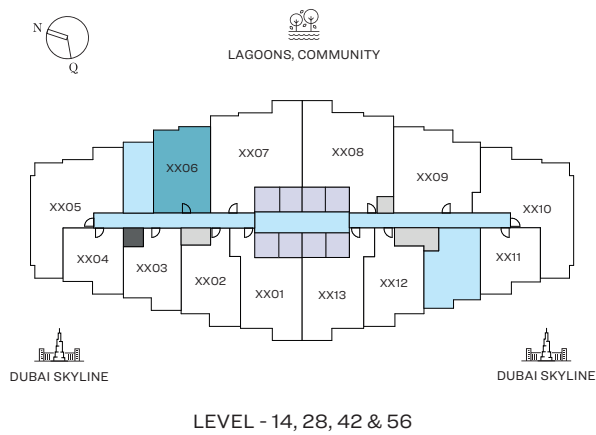 N
Q
LAGOONS, COMMUNITY
XX07
XX08
XX06
XX09
XX05
XX10
XX04
XX03
XX02
XX01
XX13
XX12
XX11
DUBAI SKYLINE
DUBAI SKYLINE
LEVEL - 14, 28, 42 & 56